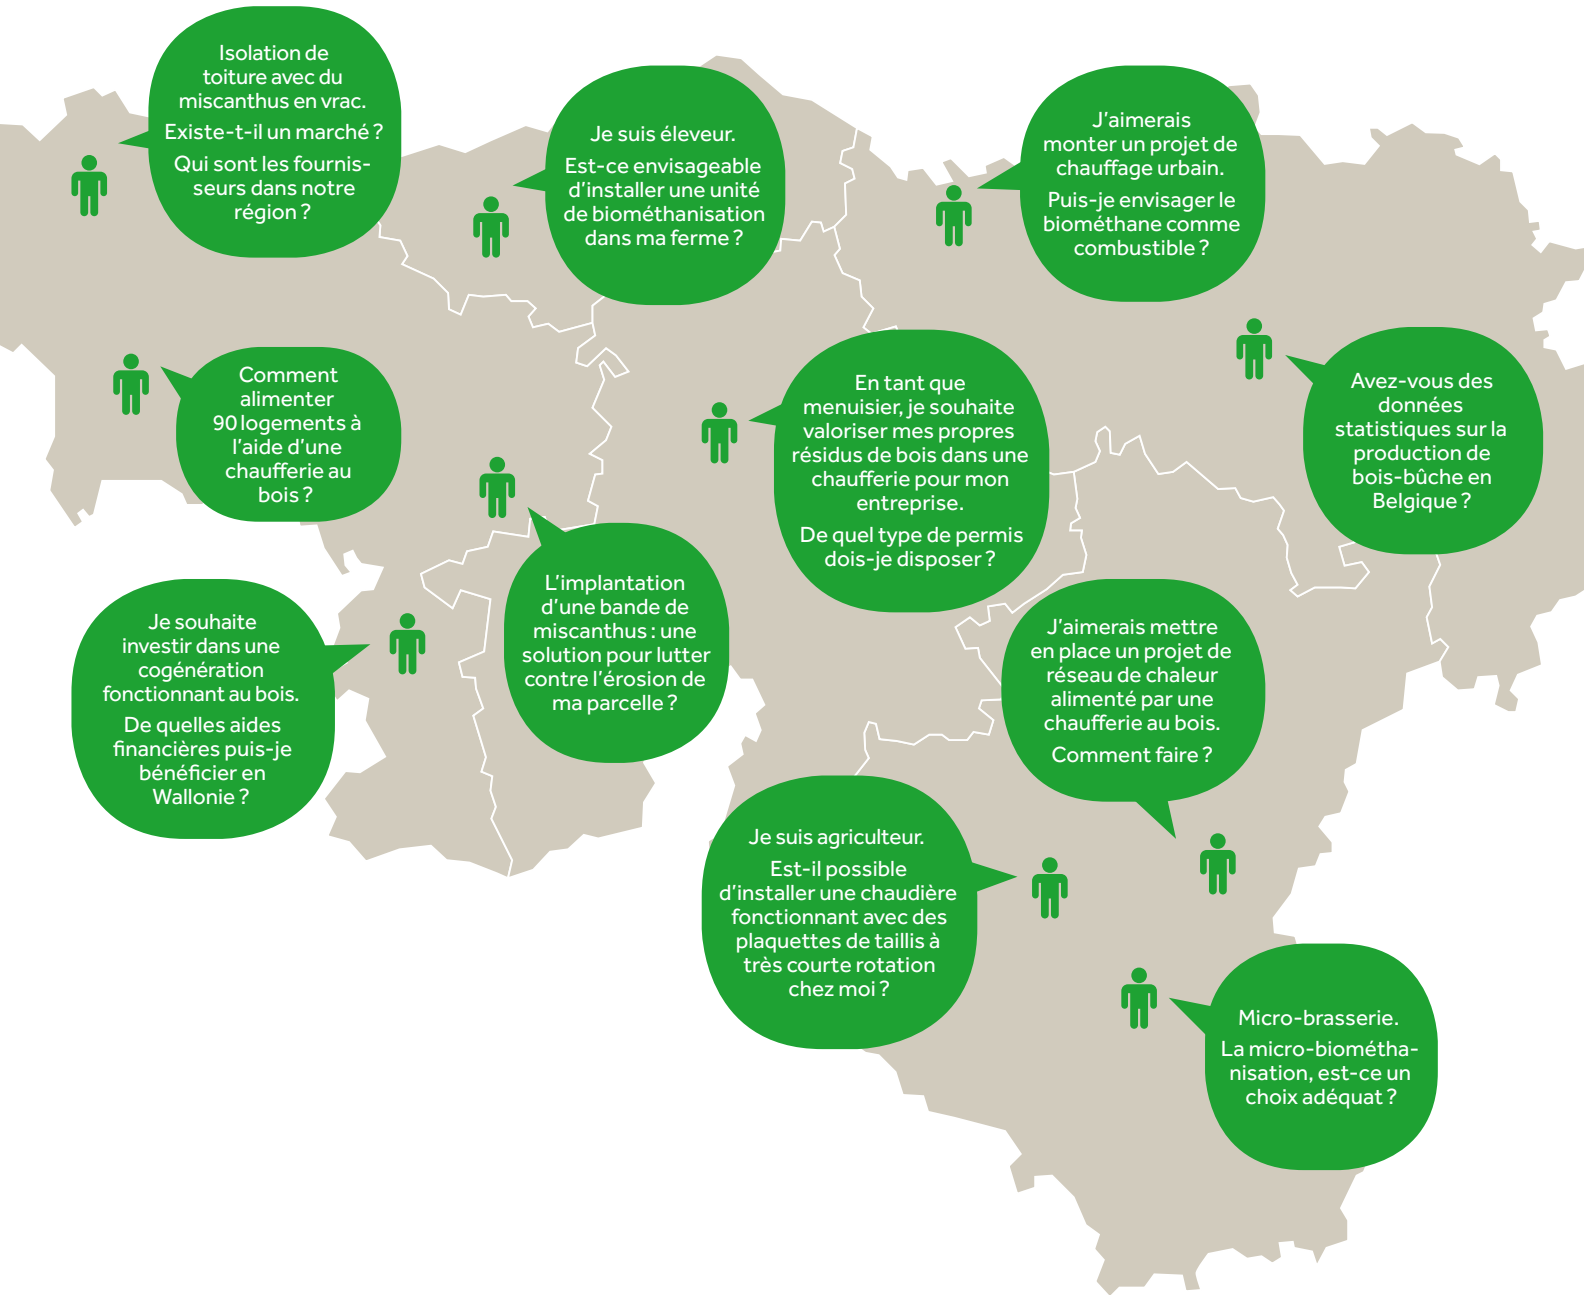 Isolation de
toiture avec du
miscanthus en vrac.
Existe-t-il un marché ?
Qui sont les fournis-
seurs dans notre
région ?
Je suis éleveur.
Est-ce envisageable
d'installer une unité
de biométhanisation
dans ma ferme ?
J'aimerais
monter un projet de
chauffage urbain.
Puis-je envisager le
biométhane comme
combustible ?
Comment
alimenter
90 logements à
l'aide d'une
chaufferie au
bois ?
En tant que
menuisier, je souhaite
valoriser mes propres
résidus de bois dans une
chaufferie pour mon
entreprise.
De quel type de permis
dois-je disposer ?
Avez-vous des
données
statistiques sur la
production de
bois-bûche en
Belgique ?
Je souhaite
investir dans une
cogénération
fonctionnant au bois.
De quelles aides
financières puis-je
bénéficier en
Wallonie ?
L'implantation
d'une bande de
miscanthus : une
solution pour lutter
contre l'érosion de
ma parcelle ?
J'aimerais mettre
en place un projet de
réseau de chaleur
alimenté par une
chaufferie au bois.
Comment faire ?
Je suis agriculteur.
Est-il possible
d'installer une chaudière
fonctionnant avec des
plaquettes de taillis à
très courte rotation
chez moi ?
Micro-brasserie.
La micro-biométha-
nisation, est-ce un
choix adéquat ?